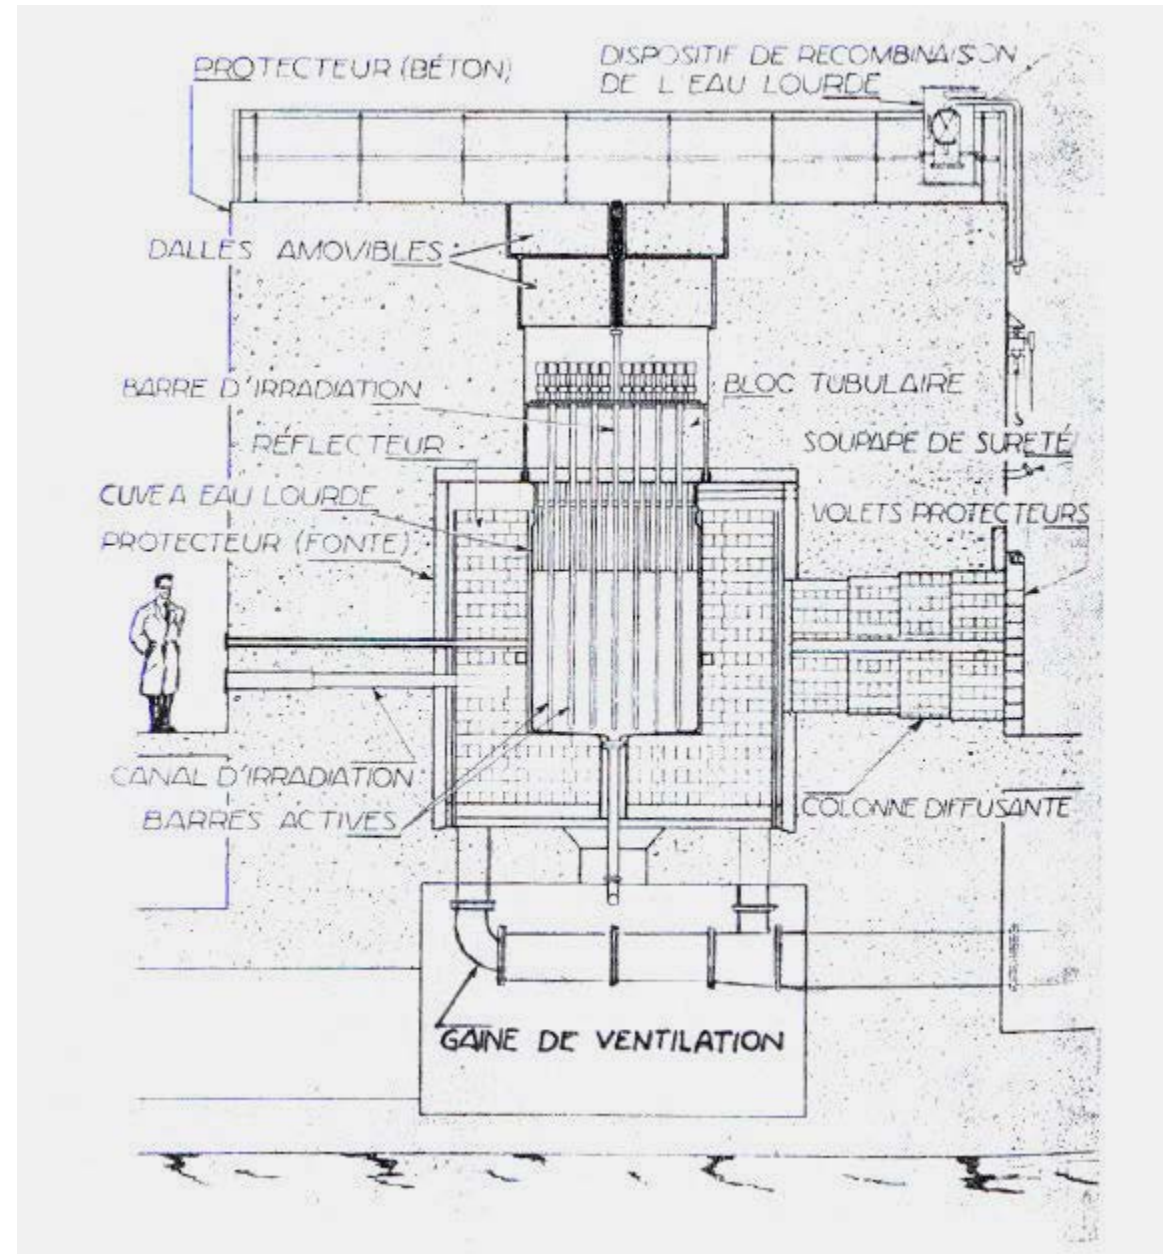 PROTECTEUR (BÉTON)
DISPOSITIF DE RECOMBINAISON
DE L'EAU LOURDE
DALLES AMOVIBLES
BARRE D'IRRADIATION
BLOC TUBULAIRE
RÉFLECTEUR
SOUPAPE DE SURETÉ
CUVE A EAU LOURDE
VOLETS PROTECTEURS
PROTECTEUR (FONTE)
CANAL D'IRRADIATION
COLONNE DIFFUSANTE
BARRES ACTIVES
GAINE DE VENTILATION